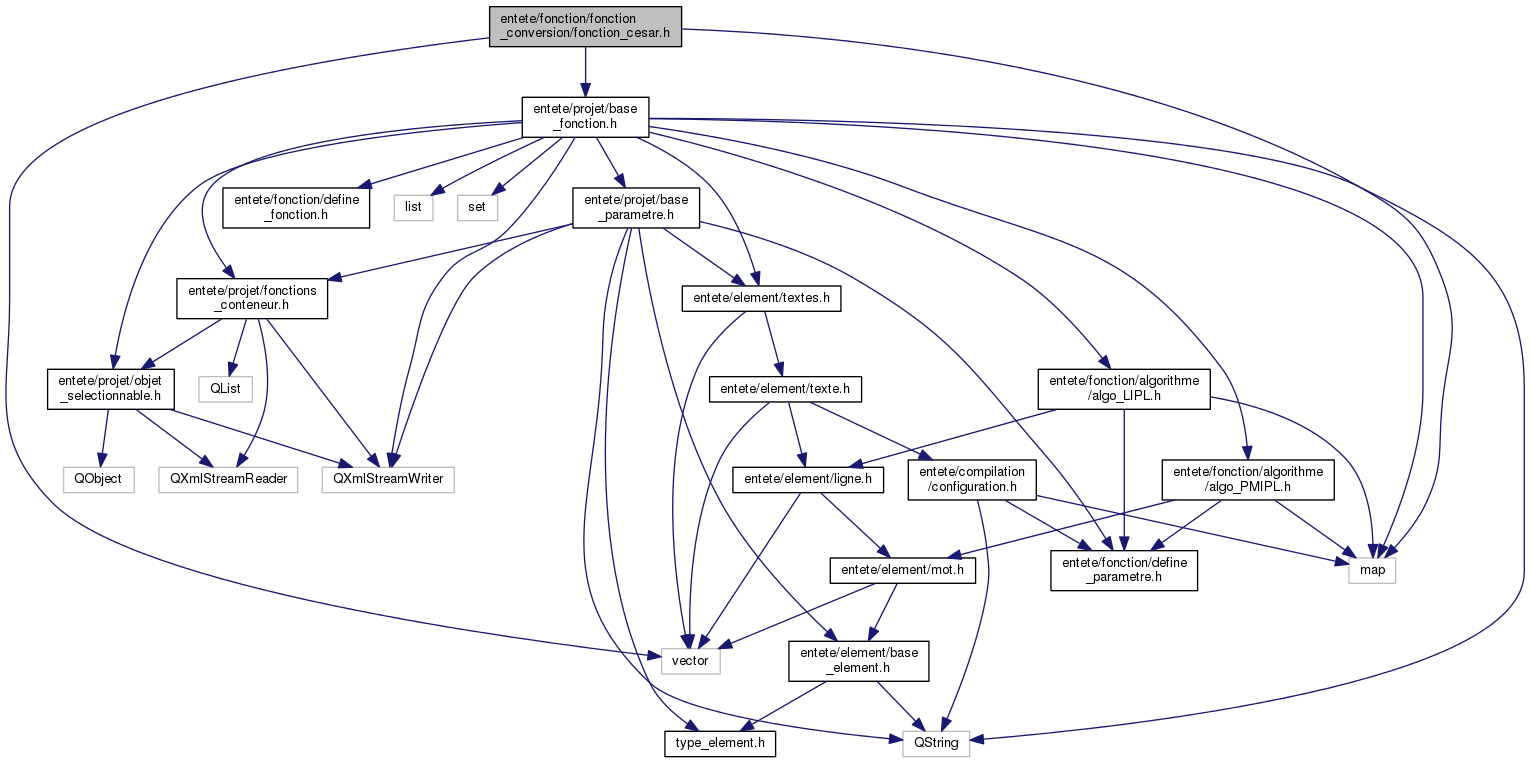 entete/fonction/fonction
_conversion/fonction_cesar.h
entete/projet/base
_fonction.h
entete/fonction/define
_fonction.h
list
set
entete/projet/base
_parametre.h
entete/projet/fonctions
_conteneur.h
entete/element/textes.h
entete/projet/objet
_selectionnable.h
QList
entete/element/texte.h
entete/fonction/algorithme
/algo_LIPL.h
QObject
QXmlStreamReader
QXmlStreamWriter
entete/element/ligne.h
entete/compilation
/configuration.h
entete/fonction/algorithme
/algo_PMIPL.h
entete/element/mot.h
entete/fonction/define
_parametre.h
map
vector
entete/element/base
_element.h
type_element.h
QString